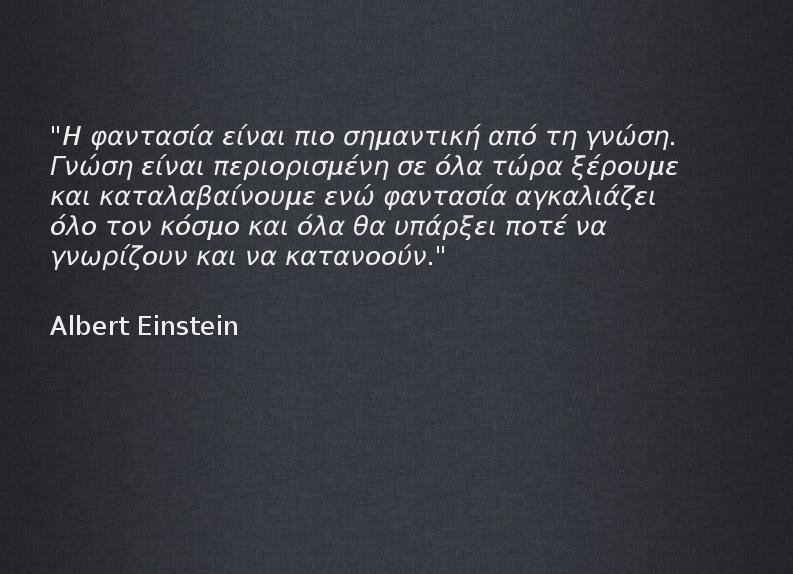 "Η φαντασία είναι πιο σημαντική από τη γνώση.
Γνώση είναι περιορισμένη σε όλα τώρα ξέρουμε
και καταλαβαίνουμε ενώ φαντασία αγκαλιάζει
όλο τον κόσμο και όλα θα υπάρξει ποτέ να
γνωρίζουν και να κατανοούν."
Albert Einstein